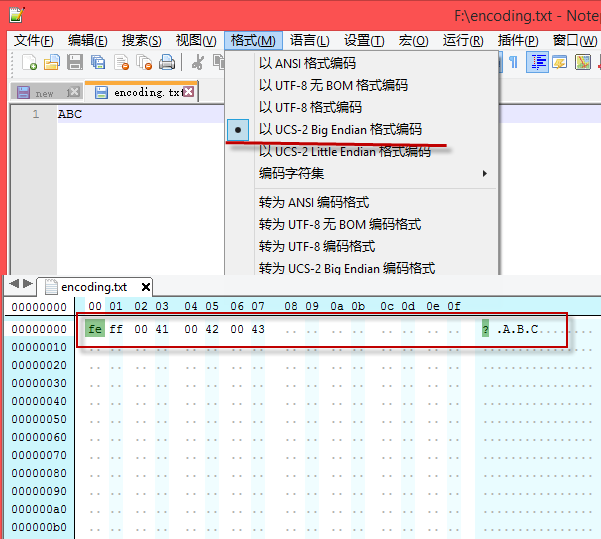 F:\encoding.txt - Notep
文件(F) 编辑(E) 搜索(S) 视图(V) 格式(M) 语言(L) 设置(T) 宏(O) 运行(R) 插件(P) 窗口(W)
new 1 encoding.txt
1 ABC
以 ANSI 格式编码
以 UTF-8 无 BOM 格式编码
以 UTF-8 格式编码
以 UCS-2 Big Endian 格式编码
以 UCS-2 Little Endian 格式编码
编码字符集
转为 ANSI 编码格式
转为 UTF-8 无 BOM 编码格式
转为 UTF-8 编码格式
转为 UCS-2 Big Endian 编码格式
encoding.txt X
00000000 00 01 02 03 04 05 06 07 08 09 0a 0b 0c 0d 0e 0f
00000000 fe ff 00 41 00 42 00 43 .. .. .. .. .. .. .. .. ? .A.B.C........
00000010 .. .. .. .. .. .. .. .. .. .. .. .. .. .. .. .. ................
00000020 .. .. .. .. .. .. .. .. .. .. .. .. .. .. .. .. ................
00000030 .. .. .. .. .. .. .. .. .. .. .. .. .. .. .. .. ................
00000040 .. .. .. .. .. .. .. .. .. .. .. .. .. .. .. .. ................
00000050 .. .. .. .. .. .. .. .. .. .. .. .. .. .. .. .. ................
00000060 .. .. .. .. .. .. .. .. .. .. .. .. .. .. .. .. ................
00000070 .. .. .. .. .. .. .. .. .. .. .. .. .. .. .. .. ................
00000080 .. .. .. .. .. .. .. .. .. .. .. .. .. .. .. .. ................
00000090 .. .. .. .. .. .. .. .. .. .. .. .. .. .. .. .. ................
000000a0 .. .. .. .. .. .. .. .. .. .. .. .. .. .. .. .. ................
000000b0 .. .. .. .. .. .. .. .. .. .. .. .. .. .. .. .. ................